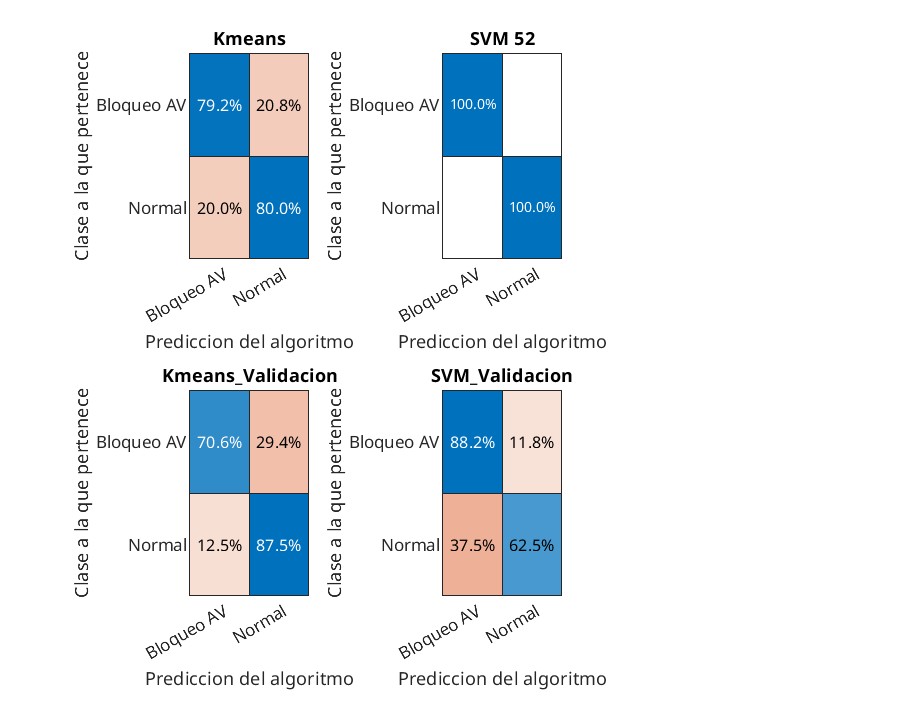 Kmeans
Clase a la que pertenece
Bloqueo AV
79.2%
20.8%
Normal
20.0%
80.0%
Bloqueo AV
Normal
Prediccion del algoritmo
SVM 52
Clase a la que pertenece
Bloqueo AV
100.0%
Normal
100.0%
Bloqueo AV
Normal
Prediccion del algoritmo
Kmeans_Validacion
Clase a la que pertenece
Bloqueo AV
70.6%
29.4%
Normal
12.5%
87.5%
Bloqueo AV
Normal
Prediccion del algoritmo
SVM_Validacion
Clase a la que pertenece
Bloqueo AV
88.2%
11.8%
Normal
37.5%
62.5%
Bloqueo AV
Normal
Prediccion del algoritmo